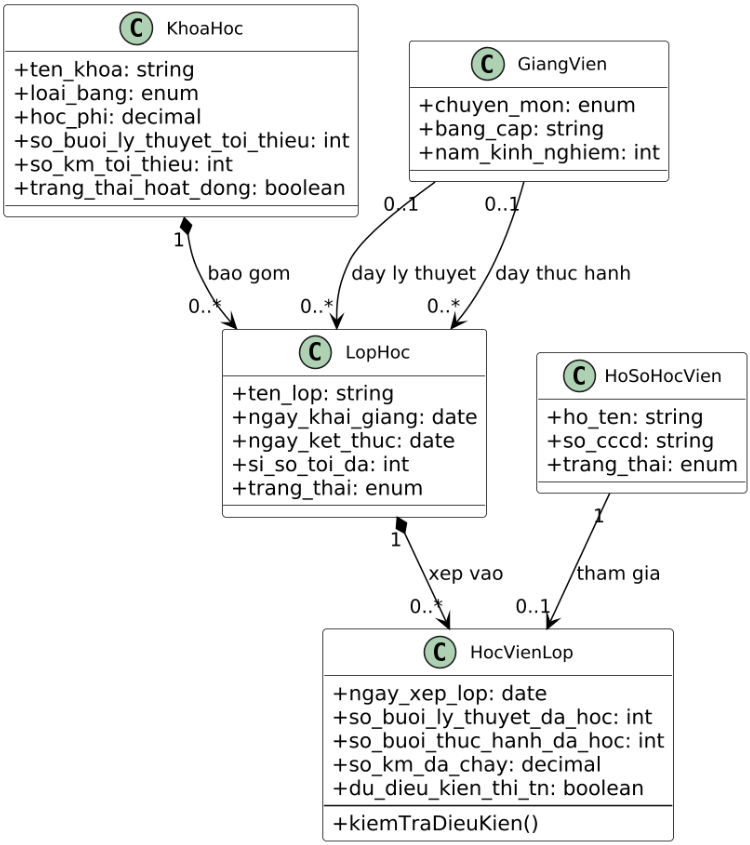 C KhoaHoc
+ten_khoa: string
+loai_bang: enum
+hoc_phi: decimal
+so_buoi_ly_thuyet_toi_thieu: int
+so_km_toi_thieu: int
+trang_thai_hoat_dong: boolean
C GiangVien
+chuyen_mon: enum
+bang_cap: string
+nam_kinh_nghiem: int
1
0..1
0..1
bao gom
day ly thuyet
day thuc hanh
0..*
0..*
0..*
C LopHoc
+ten_lop: string
+ngay_khai_giang: date
+ngay_ket_thuc: date
+si_so_toi_da: int
+trang_thai: enum
C HoSoHocVien
+ho_ten: string
+so_cccd: string
+trang_thai: enum
1
1
xep vao
tham gia
0..*
0..1
C HocVienLop
+ngay_xep_lop: date
+so_buoi_ly_thuyet_da_hoc: int
+so_buoi_thuc_hanh_da_hoc: int
+so_km_da_chay: decimal
+du_dieu_kien_thi_tn: boolean
+kiemTraDieuKien()